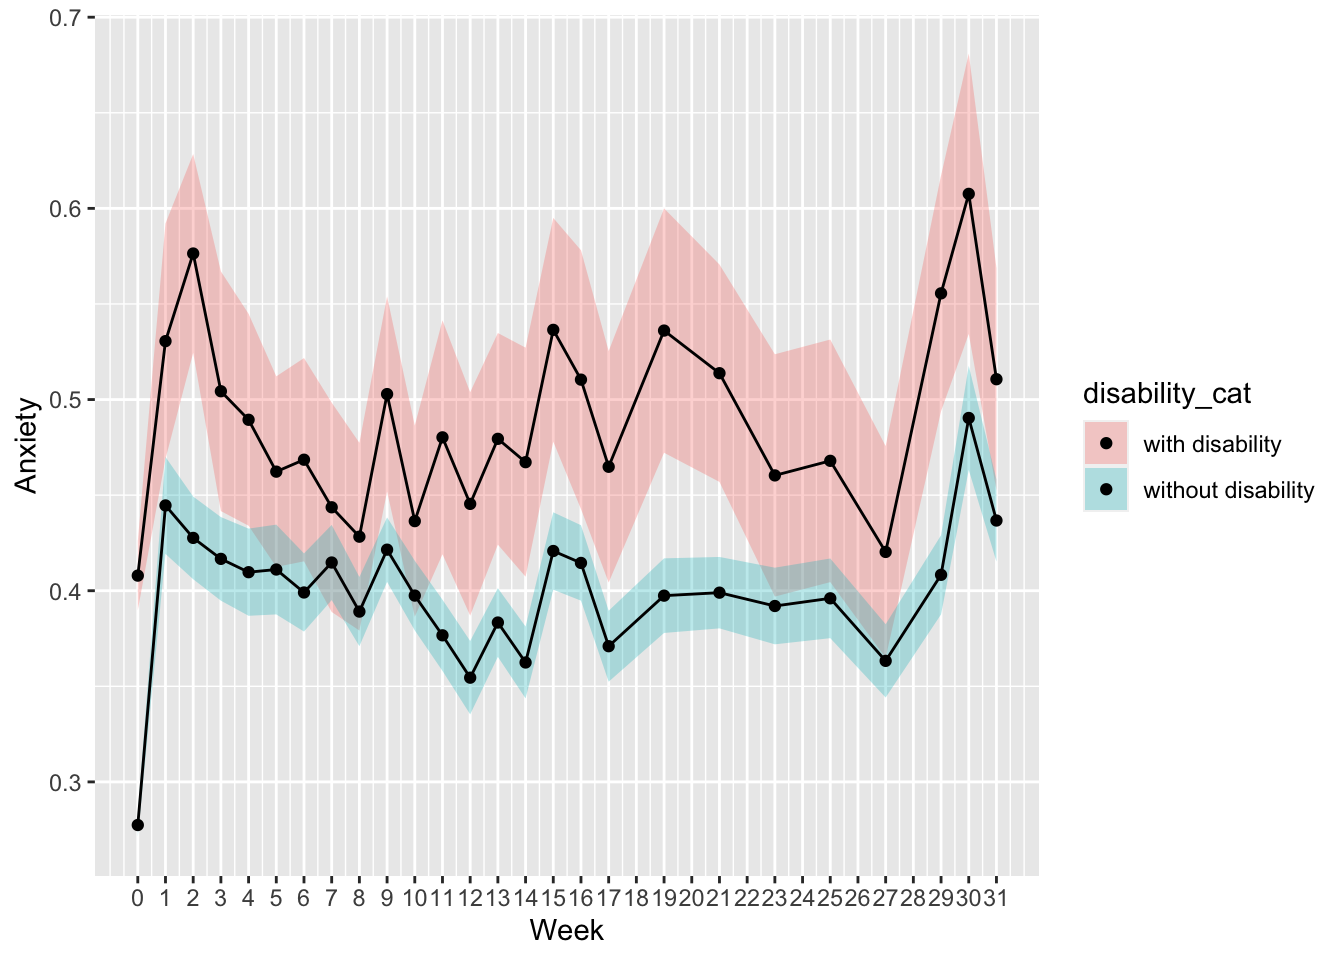 0.7
0.6
0.5
0.4
0.3
Anxiety
0 1 2 3 4 5 6 7 8 9 10 11 12 13 14 15 16 17 18 19 20 21 22 23 24 25 26 27 28 29 30 31
Week
disability_cat
with disability
without disability